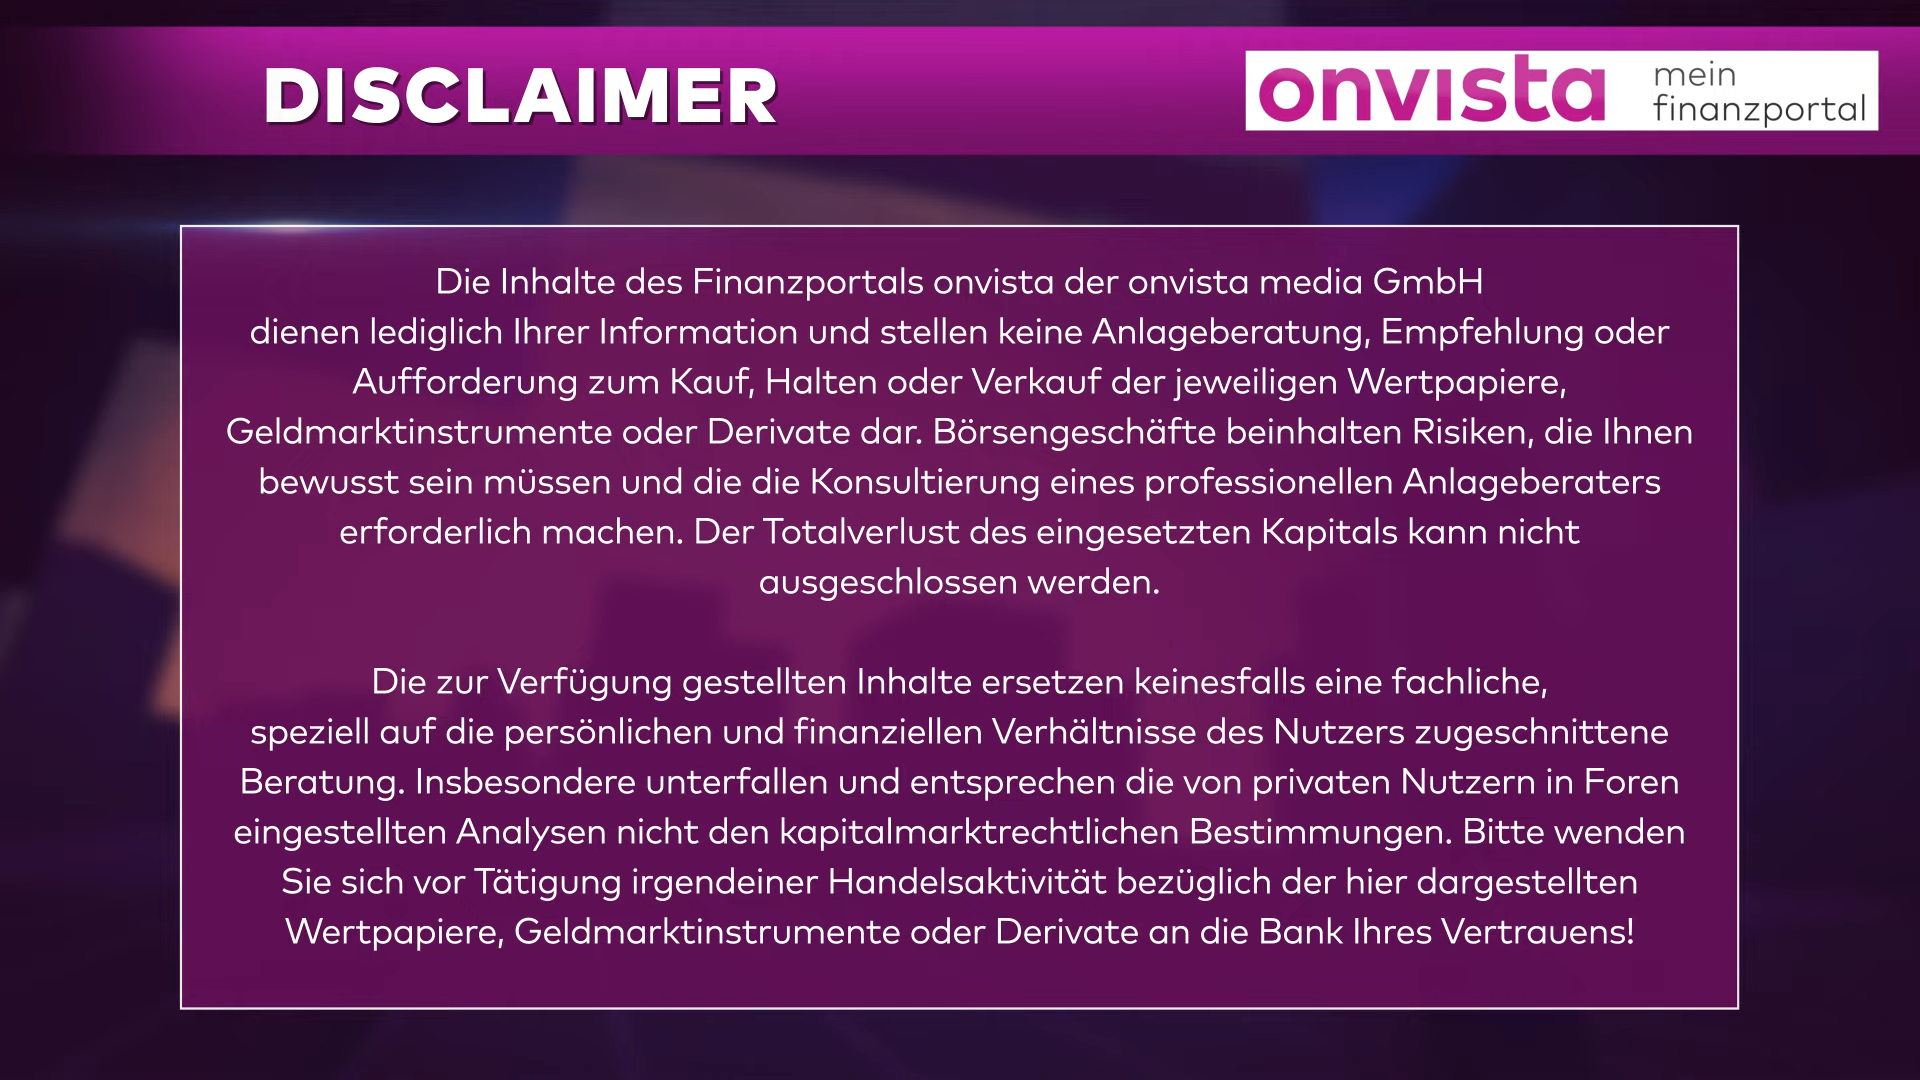 DISCLAIMER
onvista
mein
finanzportal
Die Inhalte des Finanzportals onvista der onvista media GmbH
dienen lediglich Ihrer Information und stellen keine Anlageberatung, Empfehlung oder
Aufforderung zum Kauf, Halten oder Verkauf der jeweiligen Wertpapiere,
Geldmarktinstrumente oder Derivate dar. Börsengeschäfte beinhalten Risiken, die Ihnen
bewusst sein müssen und die die Konsultierung eines professionellen Anlageberaters
erforderlich machen. Der Totalverlust des eingesetzten Kapitals kann nicht
ausgeschlossen werden.
Die zur Verfügung gestellten Inhalte ersetzen keinesfalls eine fachliche,
speziell auf die persönlichen und finanziellen Verhältnisse des Nutzers zugeschnittene
Beratung. Insbesondere unterfallen und entsprechen die von privaten Nutzern in Foren
eingestellten Analysen nicht den kapitalmarktrechtlichen Bestimmungen. Bitte wenden
Sie sich vor Tätigung irgendeiner Handelsaktivität bezüglich der hier dargestellten
Wertpapiere, Geldmarktinstrumente oder Derivate an die Bank Ihres Vertrauens!